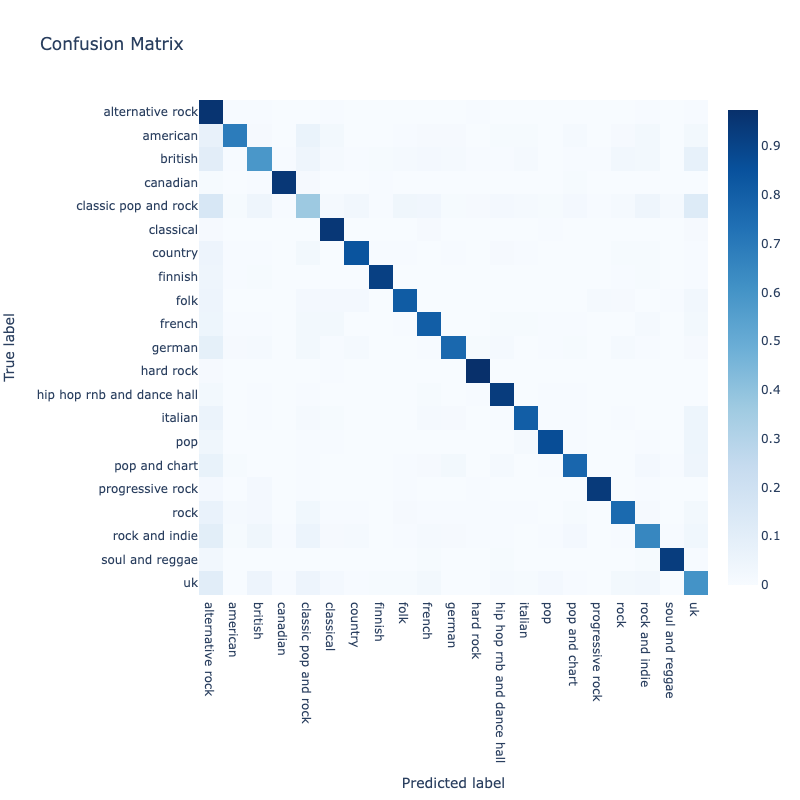 Confusion Matrix
alternative rock
american
british
canadian
classic pop and rock
classical
country
finnish
folk
french
german
hard rock
hip hop rnb and dance hall
italian
pop
pop and chart
progressive rock
rock
rock and indie
soul and reggae
uk
True label
0.9
0.8
0.7
0.6
0.5
0.4
0.3
0.2
0.1
0
alternative rock
american
british
canadian
classic pop and rock
classical
country
finnish
folk
french
german
hard rock
hip hop rnb and dance hall
italian
pop
pop and chart
progressive rock
rock
rock and indie
soul and reggae
uk
Predicted label